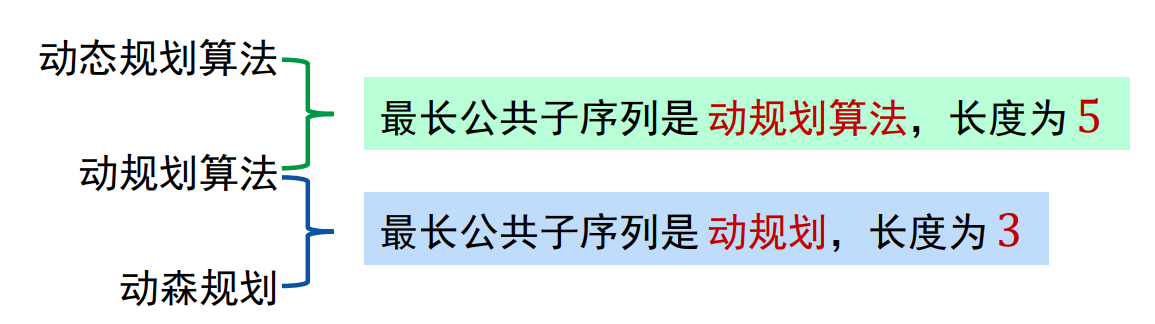 动态规划算法
最长公共子序列是 动规划算法，长度为 5
动规划算法
最长公共子序列是 动规划，长度为 3
动森规划